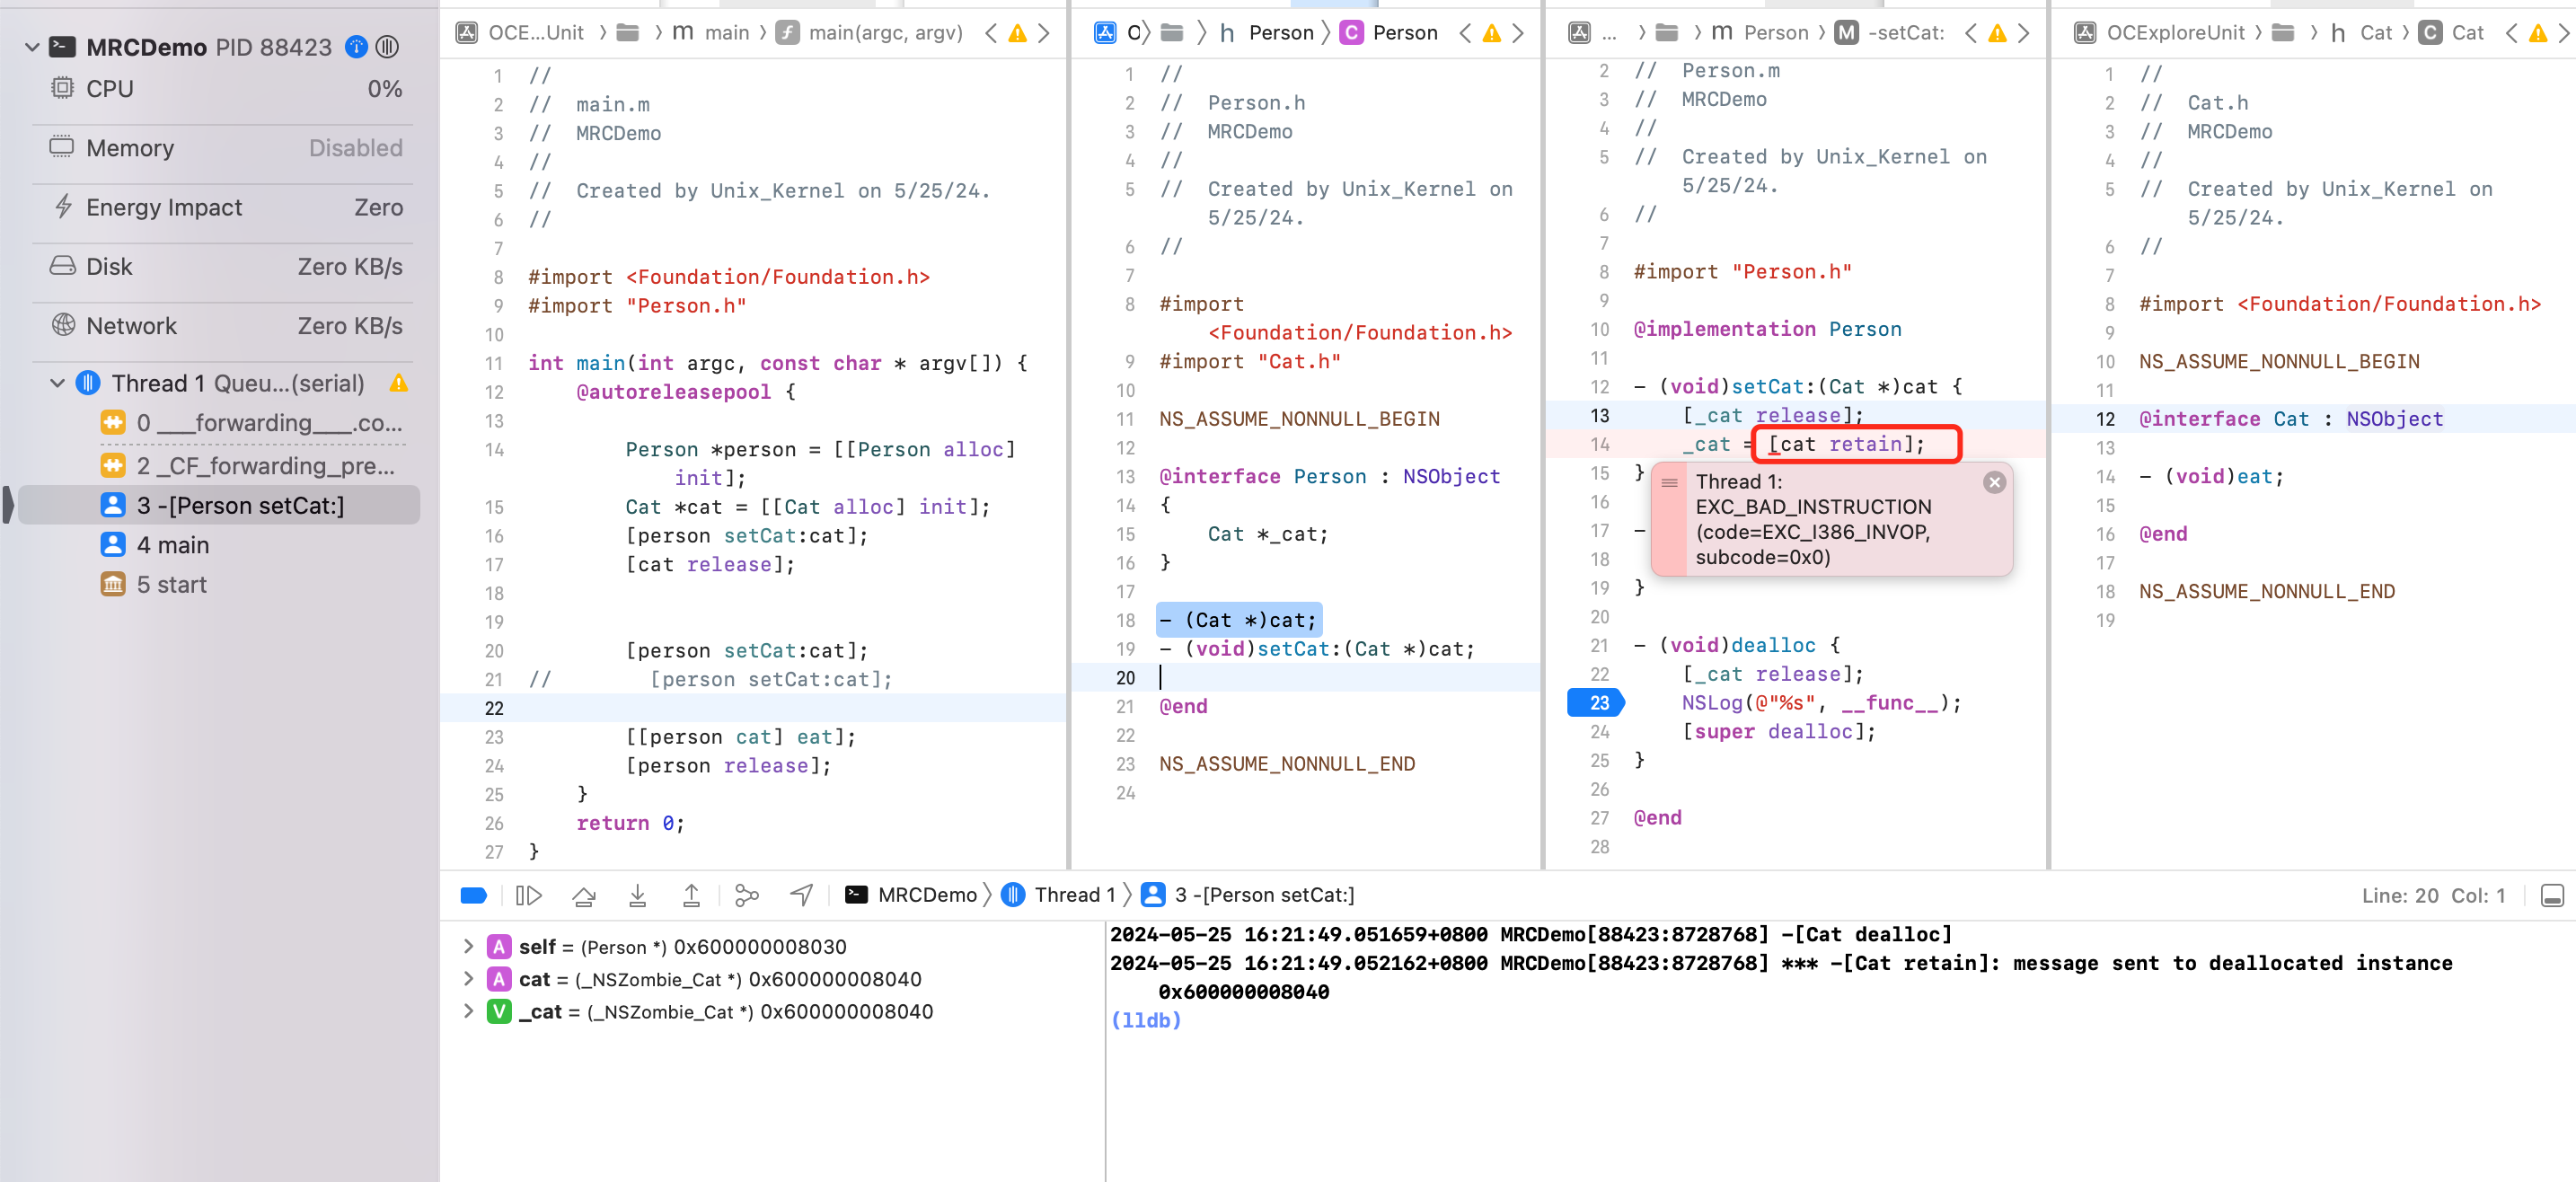 MRCDemo PID 88423
CPU 0%
Memory Disabled
Energy Impact Zero
Disk Zero KB/s
Network Zero KB/s
Thread 1 Queu...(serial)
0 ___forwarding___.co...
2 _CF_forwarding_pre...
3 -[Person setCat:]
4 main
5 start
OCE...Unit m main f main(argc, argv)
1 //
2 //  main.m
3 //  MRCDemo
4 //
5 //  Created by Unix_Kernel on 5/25/24.
6 //
7
8 #import <Foundation/Foundation.h>
9 #import "Person.h"
10
11 int main(int argc, const char * argv[]) {
12     @autoreleasepool {
13
14         Person *person = [[Person alloc]
init];
15         Cat *cat = [[Cat alloc] init];
16         [person setCat:cat];
17         [cat release];
18
19
20         [person setCat:cat];
21 //        [person setCat:cat];
22
23         [[person cat] eat];
24         [person release];
25     }
26     return 0;
27 }
h Person C Person
1 //
2 //  Person.h
3 //  MRCDemo
4 //
5 //  Created by Unix_Kernel on
5/25/24.
6 //
7
8 #import
<Foundation/Foundation.h>
9 #import "Cat.h"
10
11 NS_ASSUME_NONNULL_BEGIN
12
13 @interface Person : NSObject
14 {
15     Cat *_cat;
16 }
17
18 - (Cat *)cat;
19 - (void)setCat:(Cat *)cat;
20
21 @end
22
23 NS_ASSUME_NONNULL_END
24
... m Person M -setCat:
2 //  Person.m
3 //  MRCDemo
4 //
5 //  Created by Unix_Kernel on
5/25/24.
6 //
7
8 #import "Person.h"
9
10 @implementation Person
11
12 - (void)setCat:(Cat *)cat {
13     [_cat release];
14     _cat = [cat retain];
15 }
16
17 -
18
19 }
20
21 - (void)dealloc {
22     [_cat release];
23     NSLog(@"%s", __func__);
24     [super dealloc];
25 }
26
27 @end
28
Thread 1:
EXC_BAD_INSTRUCTION
(code=EXC_I386_INVOP,
subcode=0x0)
OCExploreUnit h Cat C Cat
1 //
2 //  Cat.h
3 //  MRCDemo
4 //
5 //  Created by Unix_Kernel on
5/25/24.
6 //
7
8 #import <Foundation/Foundation.h>
9
10 NS_ASSUME_NONNULL_BEGIN
11
12 @interface Cat : NSObject
13
14 - (void)eat;
15
16 @end
17
18 NS_ASSUME_NONNULL_END
19
MRCDemo Thread 1 3 -[Person setCat:]
Line: 20 Col: 1
A self = (Person *) 0x600000008030
A cat = (_NSZombie_Cat *) 0x600000008040
V _cat = (_NSZombie_Cat *) 0x600000008040
2024-05-25 16:21:49.051659+0800 MRCDemo[88423:8728768] -[Cat dealloc]
2024-05-25 16:21:49.052162+0800 MRCDemo[88423:8728768] *** -[Cat retain]: message sent to deallocated instance
0x600000008040
(lldb)